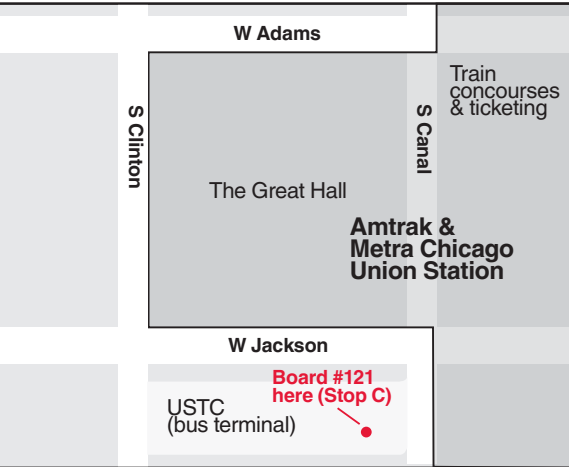 W Adams
Train
concourses
& ticketing
S Clinton
S Canal
The Great Hall
Amtrak &
Metra Chicago
Union Station
W Jackson
Board #121
here (Stop C)
USTC
(bus terminal)